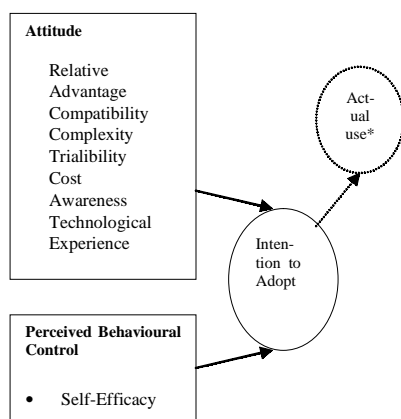 Attitude
Relative
Advantage
Compatibility
Complexity
Trialibility
Cost
Awareness
Technological
Experience
Act-
ual
use*
Inten-
tion to
Adopt
Perceived Behavioural
Control
• Self-Efficacy